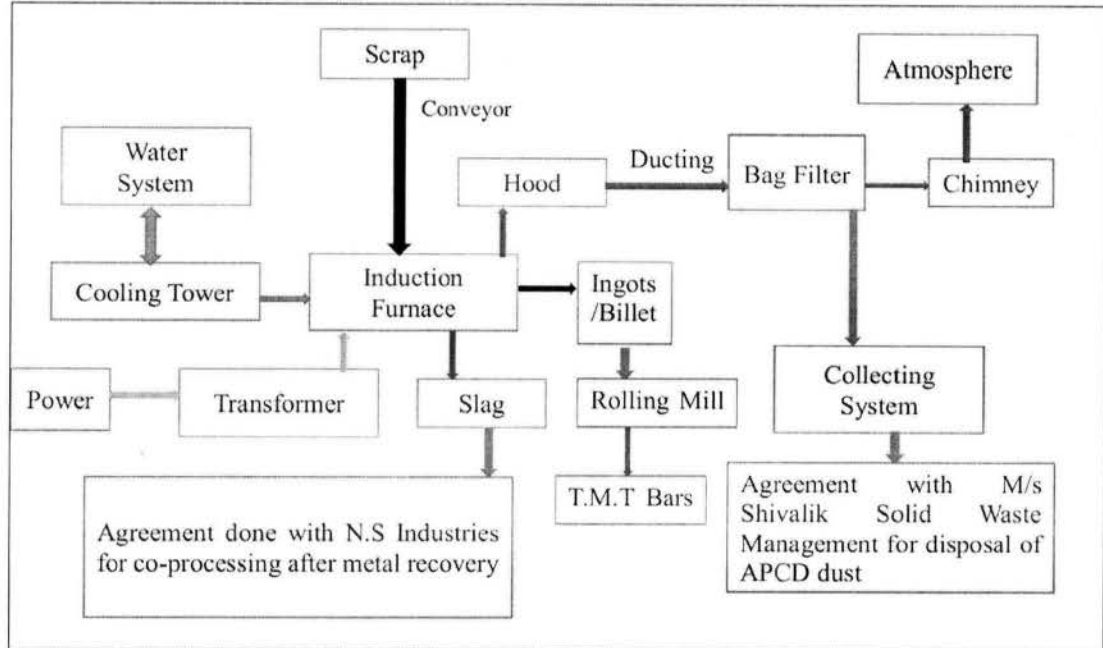 Scrap
Atmosphere
Conveyor
Water
System
Hood
Ducting
Bag Filter
Chimney
Cooling Tower
Induction
Furnace
Ingots
/Billet
Power
Transformer
Slag
Rolling Mill
Collecting
System
T.M.T Bars
Agreement done with N.S Industries
for co-processing after metal recovery
Agreement with M/s
Shivalik Solid Waste
Management for disposal of
APCD dust